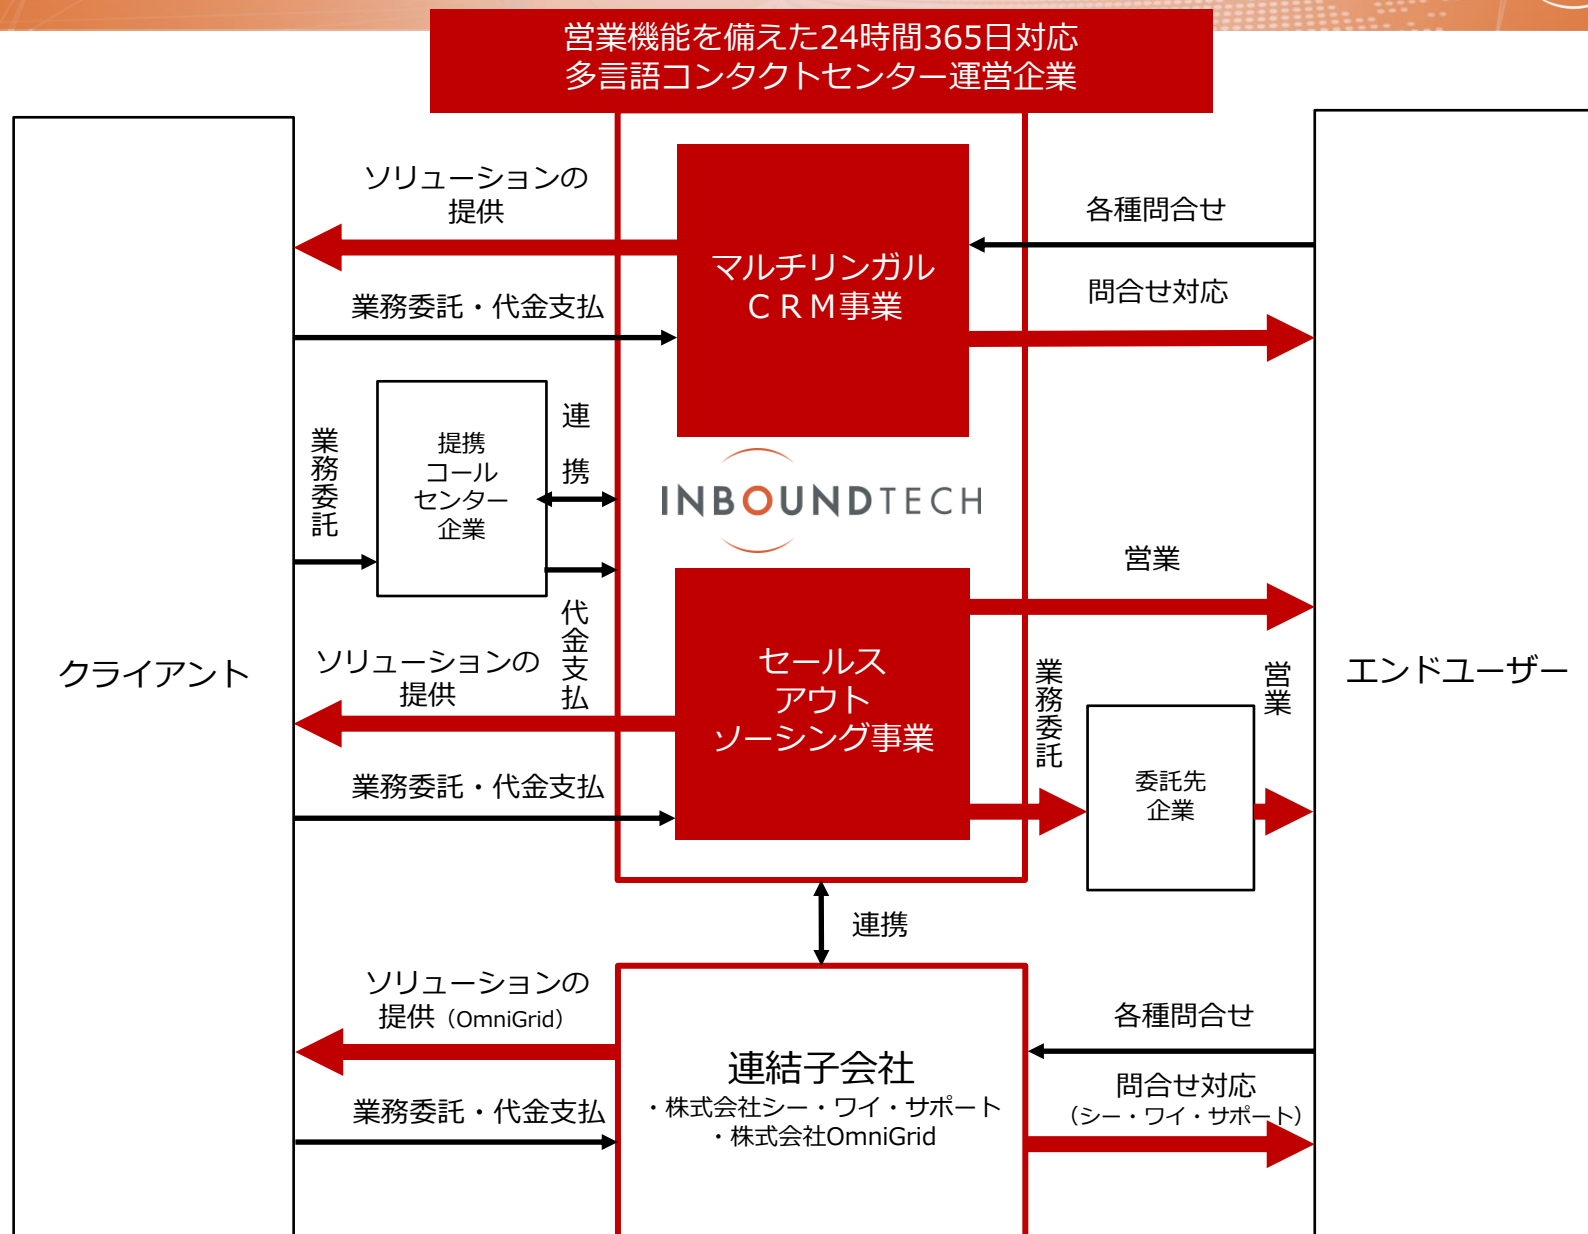 営業機能を備えた24時間365日対応
多言語コンタクトセンター運営企業
クライアント
ソリューションの
提供
業務委託・代金支払
マルチリンガル
ＣＲＭ事業
各種問合せ
問合せ対応
業務委託
提携
コール
センター
企業
連携
代金支払
INBOUNDTECH
ソリューションの
提供
業務委託・代金支払
セールス
アウト
ソーシング事業
営業
業務委託
委託先
企業
営業
エンドユーザー
連携
ソリューションの
提供（OmniGrid）
業務委託・代金支払
連結子会社
・株式会社シー・ワイ・サポート
・株式会社OmniGrid
各種問合せ
問合せ対応
（シー・ワイ・サポート）